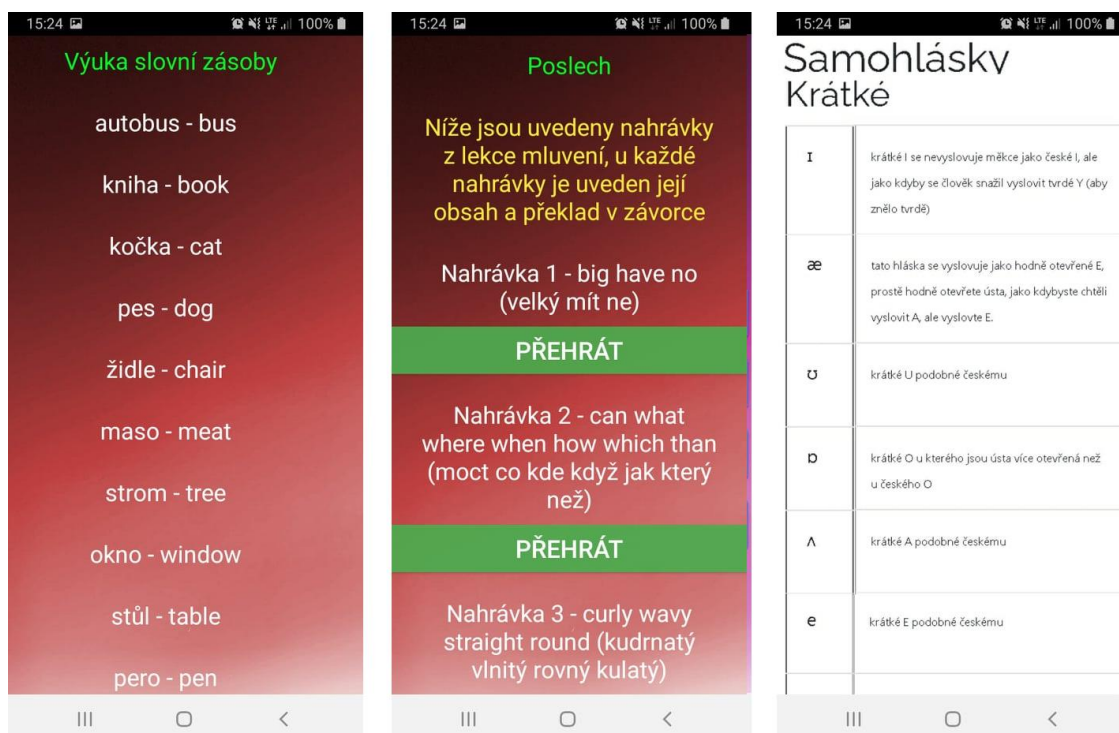 15:24 LTE 100%
Výuka slovní zásoby
autobus - bus
kniha - book
kočka - cat
pes - dog
židle - chair
maso - meat
strom - tree
okno - window
stůl - table
pero - pen
15:24 LTE 100%
Poslech
Níže jsou uvedeny nahrávky
z lekce mluvení, u každé
nahrávky je uveden její
obsah a překlad v závorce
Nahrávka 1 - big have no
(velký mít ne)
PŘEHRÁT
Nahrávka 2 - can what
where when how which than
(moct co kde když jak který
než)
PŘEHRÁT
Nahrávka 3 - curly wavy
straight round (kudrnatý
vlnitý rovný kulatý)
15:24 LTE 100%
Samohlásky
Krátké
ɪ
krátké I se nevyslovuje měkce jako české I, ale
jako kdyby se člověk snažil vyslovit tvrdé Y (aby
znělo tvrdě)
æ
tato hláska se vyslovuje jako hodně otevřené E,
prostě hodně otevřete ústa, jako kdybyste chtěli
vyslovit A, ale vyslovte E.
ʊ
krátké U podobné českému
ɒ
krátké O u kterého jsou ústa více otevřená než
u českého O
ʌ
krátké A podobné českému
e
krátké E podobné českému